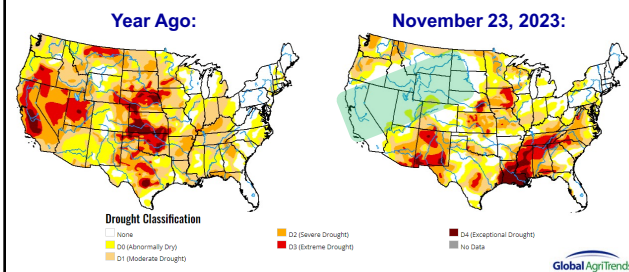 Year Ago:
November 23, 2023:
Drought Classification
None
D0 (Abnormally Dry)
D1 (Moderate Drought)
D2 (Severe Drought)
D3 (Extreme Drought)
D4 (Exceptional Drought)
No Data
Global AgriTrends